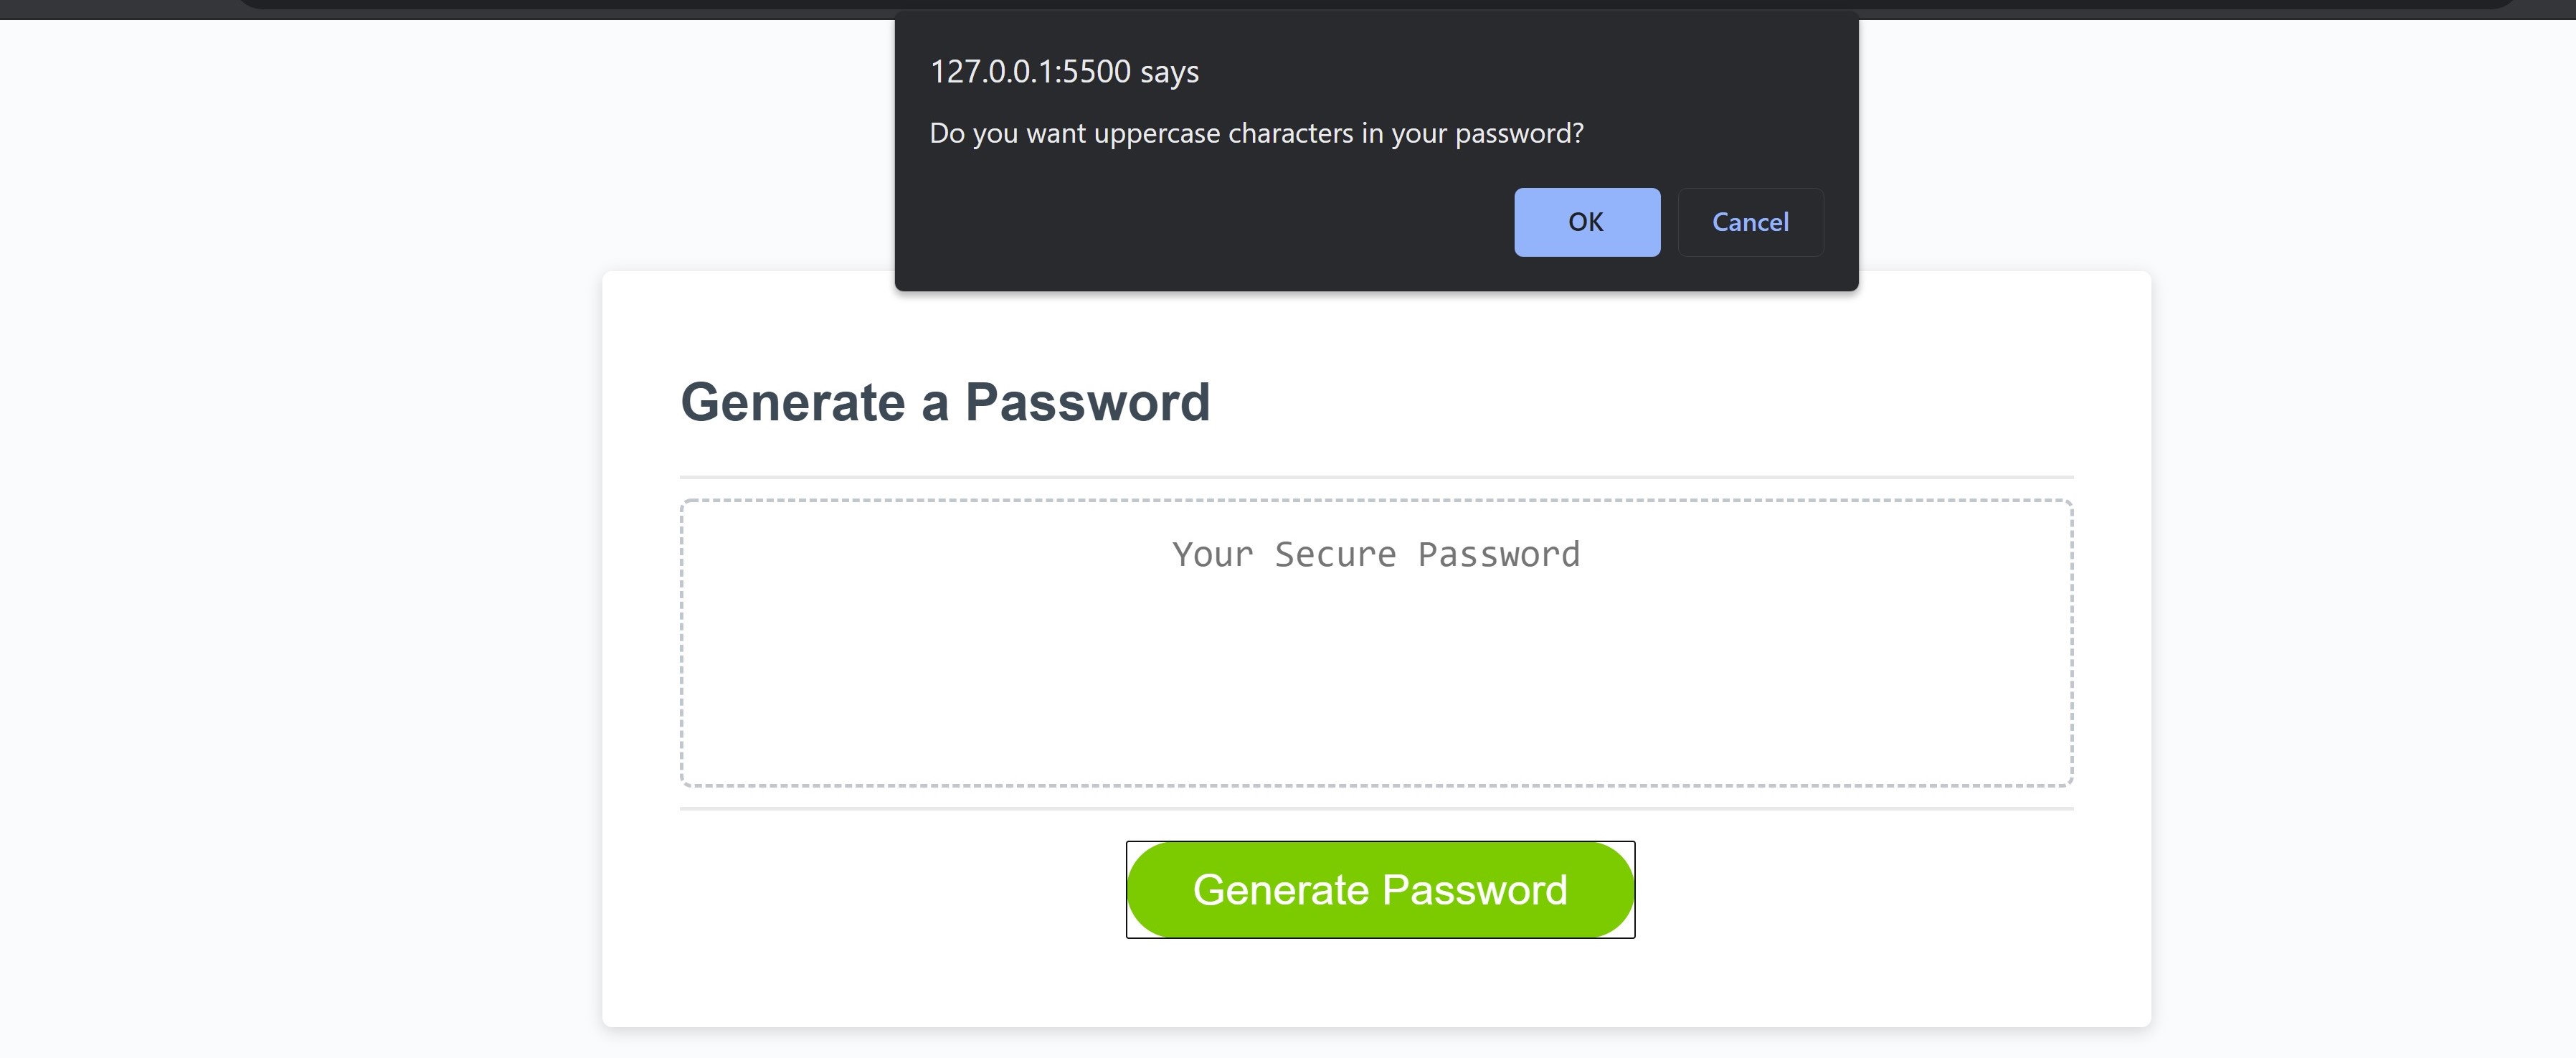 127.0.0.1:5500 says
Do you want uppercase characters in your password?
OK Cancel
Generate a Password
Your Secure Password
Generate Password